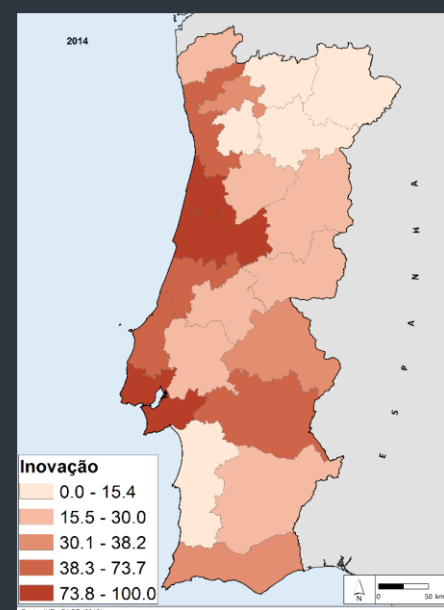 2014
ESPANHA
Inovação
0.0 - 15.4
15.5 - 30.0
30.1 - 38.2
38.3 - 73.7
73.8 - 100.0
N
0 50 km